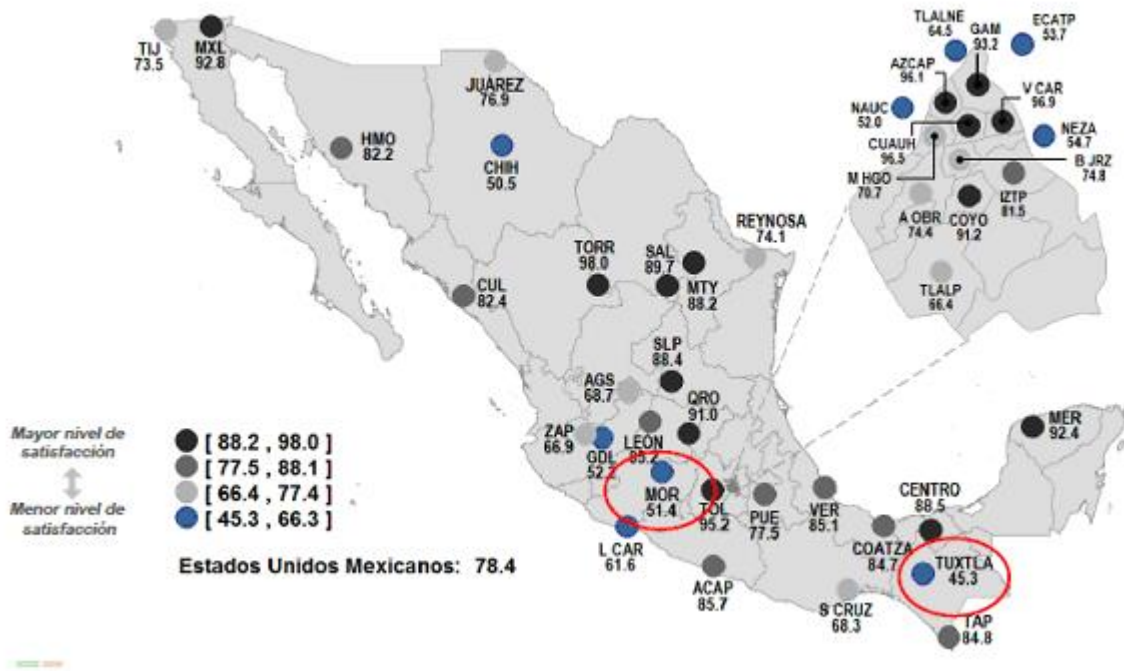 TIJ
73.5
MXL
92.8
JUÁREZ
76.9
HMO
82.2
CHIH
50.5
TLALNE
64.5
GAM
93.2
ECATP
53.7
AZCAP
96.1
V CAR
96.9
NAUC
52.0
NEZA
54.7
CUAUH
96.5
B JRZ
74.8
M HGO
70.7
IZTP
81.5
A OBR
74.4
COYO
91.2
TLALP
66.4
REYNOSA
74.1
TORR
98.0
SAL
89.7
MTY
88.2
CUL
82.4
SLP
88.4
AGS
68.7
QRO
91.0
ZAP
66.9
GDL
LEÓN
85.2
MOR
51.4
TOL
95.2
PUE
77.5
VER
85.1
MER
92.4
CENTRO
88.5
COATZA
84.7
TUXTLA
45.3
L CAR
61.6
ACAP
85.7
S CRUZ
68.3
TAP
84.8
Mayor nivel de
satisfacción
Menor nivel de
satisfacción
[ 88.2 , 98.0 ]
[ 77.5 , 88.1 ]
[ 66.4 , 77.4 ]
[ 45.3 , 66.3 ]
Estados Unidos Mexicanos: 78.4